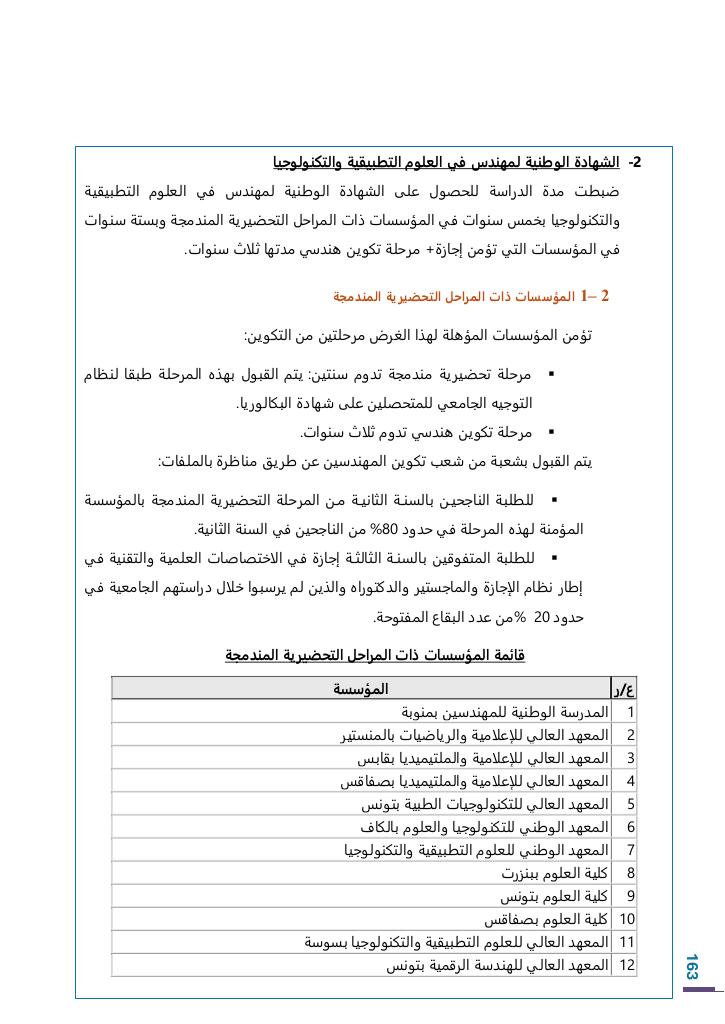 2- الشهادة الوطنية لمهندس في العلوم التطبيقية والتكنولوجيا
ضبطت مدة الدراسة للحصول على الشهادة الوطنية لمهندس في العلوم التطبيقية
والتكنولوجيا بخمس سنوات في المؤسسات ذات المراحل التحضيرية المندمجة وبستة سنوات
في المؤسسات التي تؤمن إجازة+ مرحلة تكوين هندسي مدتها ثلاث سنوات.
2 –1 المؤسسات ذات المراحل التحضيرية المندمجة
تؤمن المؤسسات المؤهلة لهذا الغرض مرحلتين من التكوين:
▪ مرحلة تحضيرية مندمجة تدوم سنتين: يتم القبول بهذه المرحلة طبقا لنظام
التوجيه الجامعي للمتحصلين على شهادة البكالوريا.
▪ مرحلة تكوين هندسي تدوم ثلاث سنوات.
يتم القبول بشعبة من شعب تكوين المهندسين عن طريق مناظرة بالملفات:
▪ للطلبة الناجحين بالسنة الثانية من المرحلة التحضيرية المندمجة بالمؤسسة
المؤمنة لهذه المرحلة في حدود 80% من الناجحين في السنة الثانية.
▪ للطلبة المتفوقين بالسنة الثالثة إجازة في الاختصاصات العلمية والتقنية في
إطار نظام الإجازة والماجستير والدكتوراه والذين لم يرسبوا خلال دراستهم الجامعية في
حدود 20 %من عدد البقاع المفتوحة.
قائمة المؤسسات ذات المراحل التحضيرية المندمجة
ع/ر المؤسسة
1 المدرسة الوطنية للمهندسين بمنوبة
2 المعهد العالي للإعلامية والرياضيات بالمنستير
3 المعهد العالي للإعلامية والملتيميديا بقابس
4 المعهد العالي للإعلامية والملتيميديا بصفاقس
5 المعهد العالي للتكنولوجيات الطبية بتونس
6 المعهد الوطني للتكنولوجيا والعلوم بالكاف
7 المعهد الوطني للعلوم التطبيقية والتكنولوجيا
8 كلية العلوم ببنزرت
9 كلية العلوم بتونس
10 كلية العلوم بصفاقس
11 المعهد العالي للعلوم التطبيقية والتكنولوجيا بسوسة
12 المعهد العالي للهندسة الرقمية بتونس
163